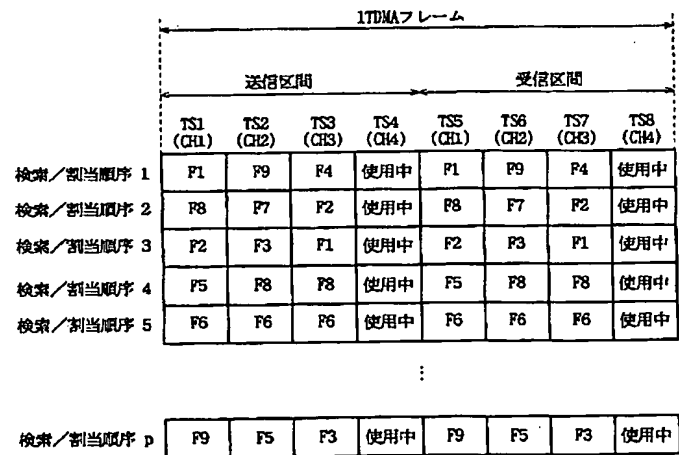 1TDMAフレーム
送信区間 受信区間
TS1 TS2 TS3 TS4 TS5 TS6 TS7 TS8
(CH1) (CH2) (CH3) (CH4) (CH1) (CH2) (CH3) (CH4)
検索／割当順序 1 F1 F9 F4 使用中 F1 F9 F4 使用中
検索／割当順序 2 F8 F7 F2 使用中 F8 F7 F2 使用中
検索／割当順序 3 F2 F3 F1 使用中 F2 F3 F1 使用中
検索／割当順序 4 F5 F8 F8 使用中 F5 F8 F8 使用中
検索／割当順序 5 F6 F6 F6 使用中 F6 F6 F6 使用中
⋮
検索／割当順序 p F9 F5 F3 使用中 F9 F5 F3 使用中